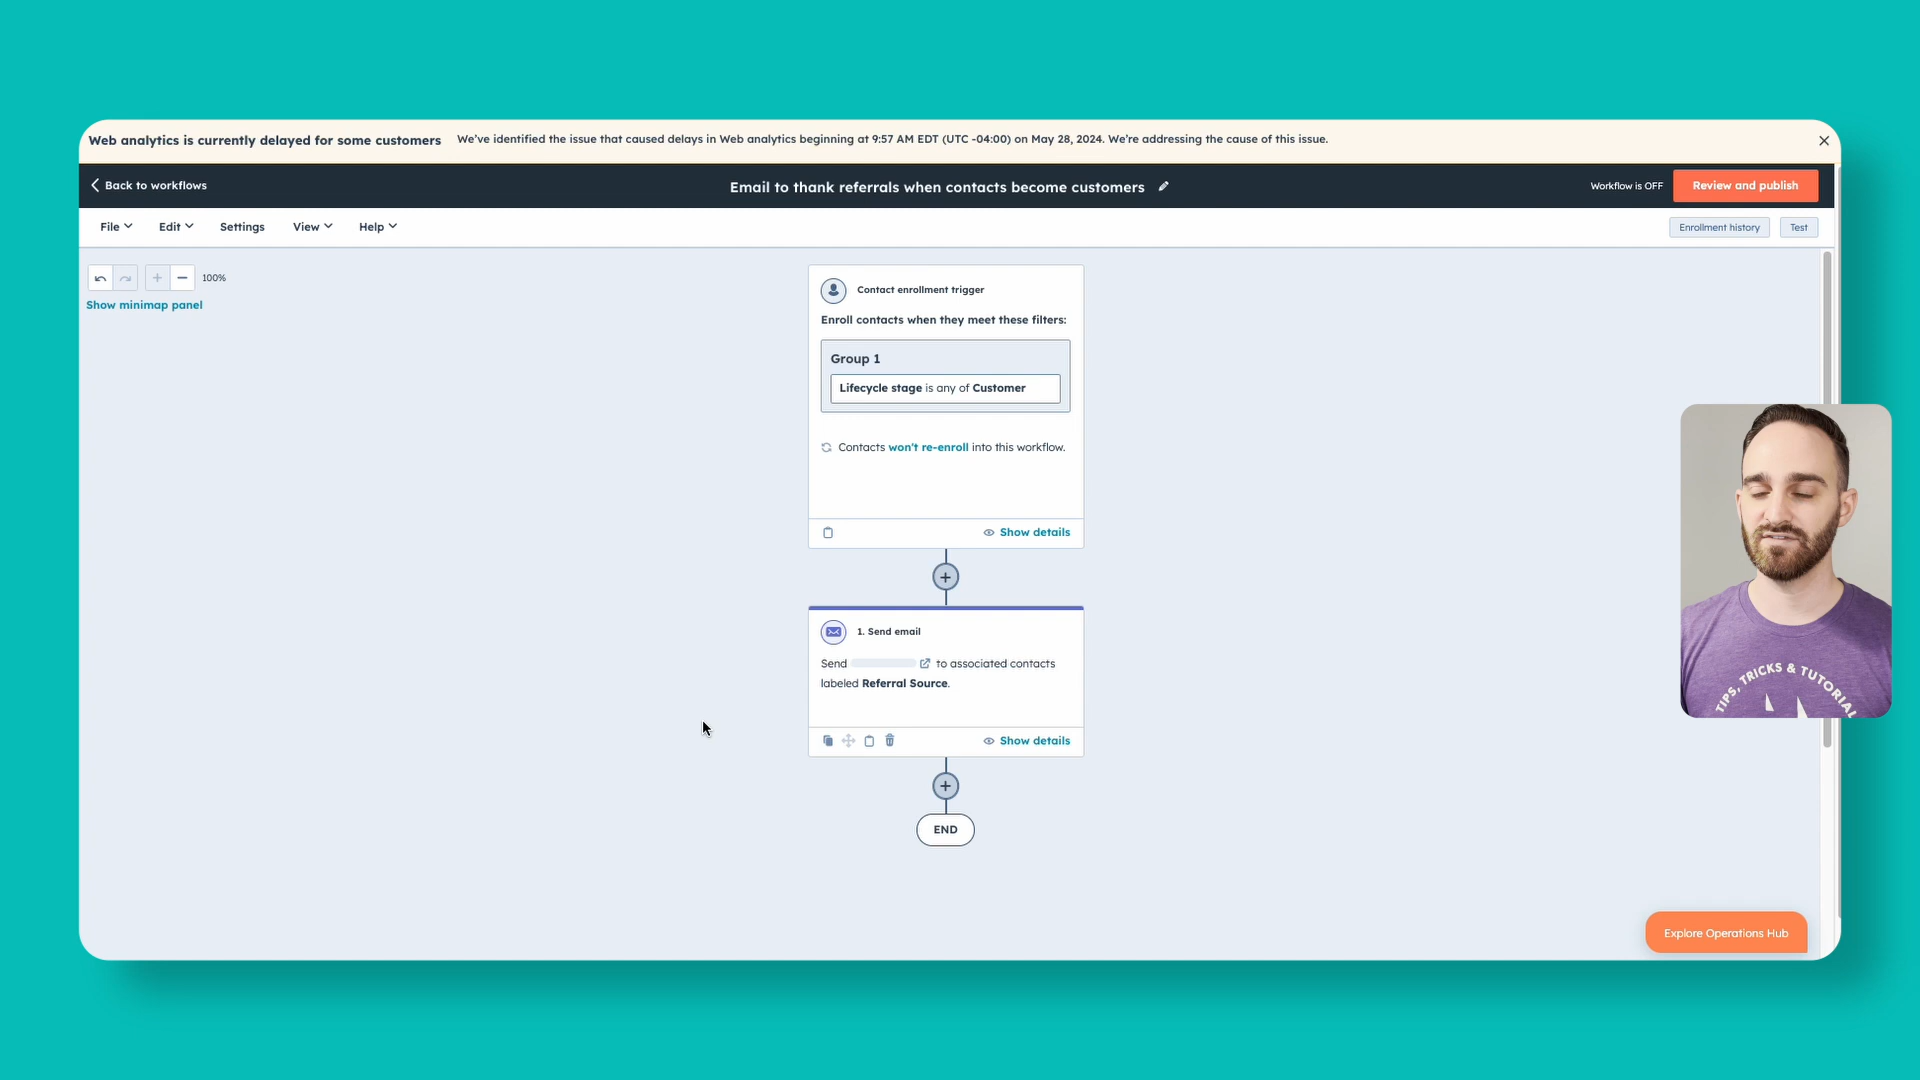 Web analytics is currently delayed for some customers We've identified the issue that caused delays in Web analytics beginning at 9:57 AM EDT (UTC -04:00) on May 28, 2024. We're addressing the cause of this issue.
Back to workflows Email to thank referrals when contacts become customers Workflow is OFF Review and publish
File Edit Settings View Help Enrollment history Test
100%
Show minimap panel
Contact enrollment trigger
Enroll contacts when they meet these filters:
Group 1
Lifecycle stage is any of Customer
Contacts won't re-enroll into this workflow.
Show details
1. Send email
Send to associated contacts
labeled Referral Source.
Show details
END
TIPS, TRICKS & TUTORIAL
Explore Operations Hub